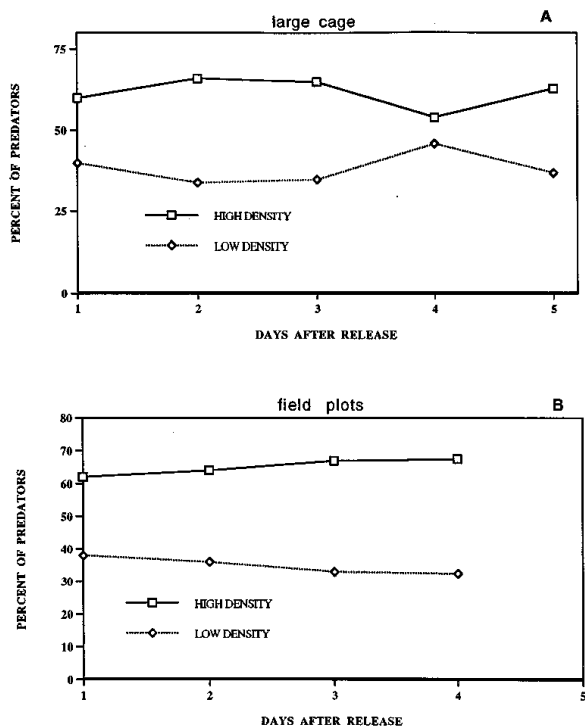 large cage
A
75
50
25
0
PERCENT OF PREDATORS
HIGH DENSITY
LOW DENSITY
1 2 3 4 5
DAYS AFTER RELEASE
field plots
B
80
70
60
50
40
30
20
10
0
PERCENT OF PREDATORS
HIGH DENSITY
LOW DENSITY
1 2 3 4 5
DAYS AFTER RELEASE